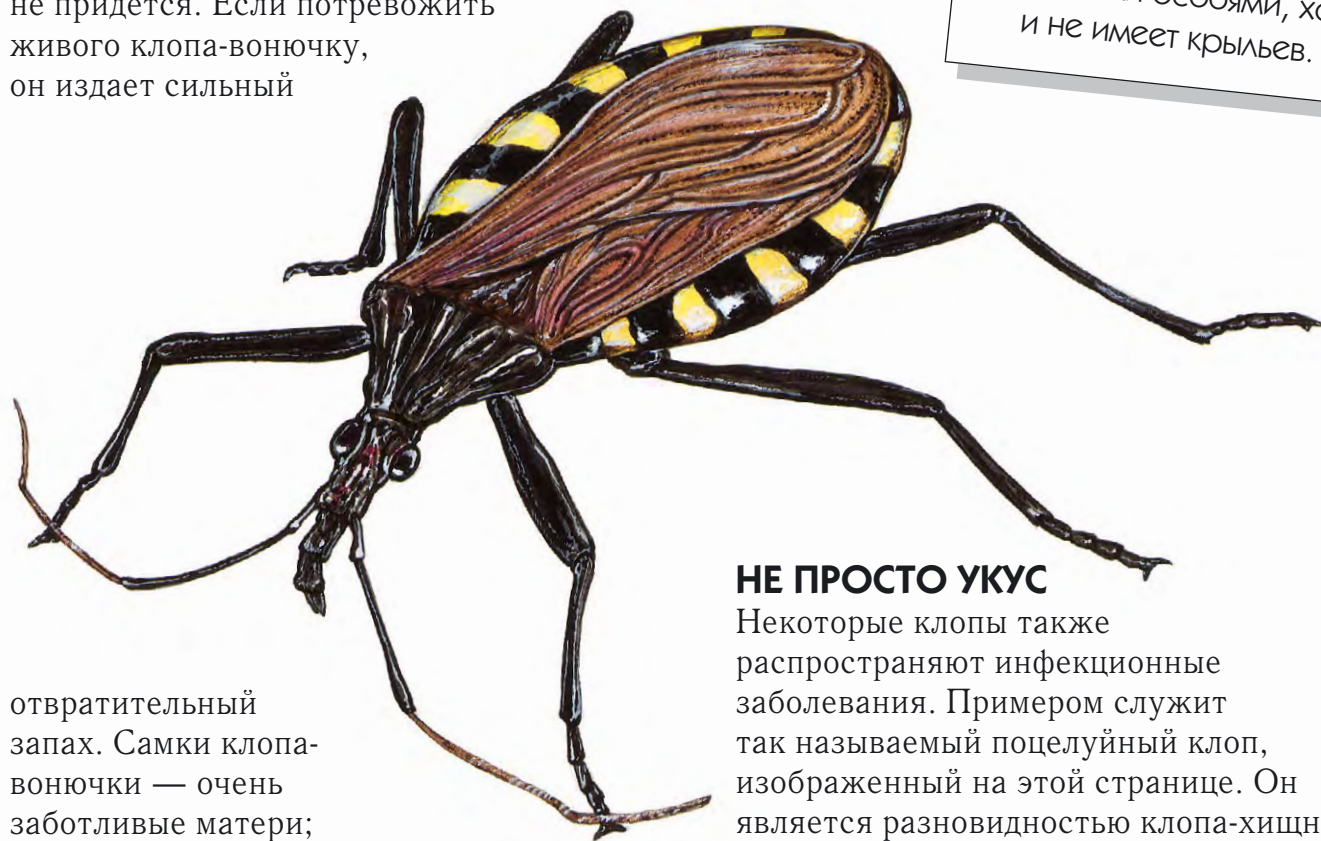 не придется. Если потревожить
живого клопа-вонючку,
он издает сильный
отвратительный
запах. Самки клопа-
вонючки — очень
заботливые матери;
и не имеет крыльев.
НЕ ПРОСТО УКУС
Некоторые клопы также
распространяют инфекционные
заболевания. Примером служит
так называемый поцелуйный клоп,
изображенный на этой странице. Он
является разновидностью клопа-хищн